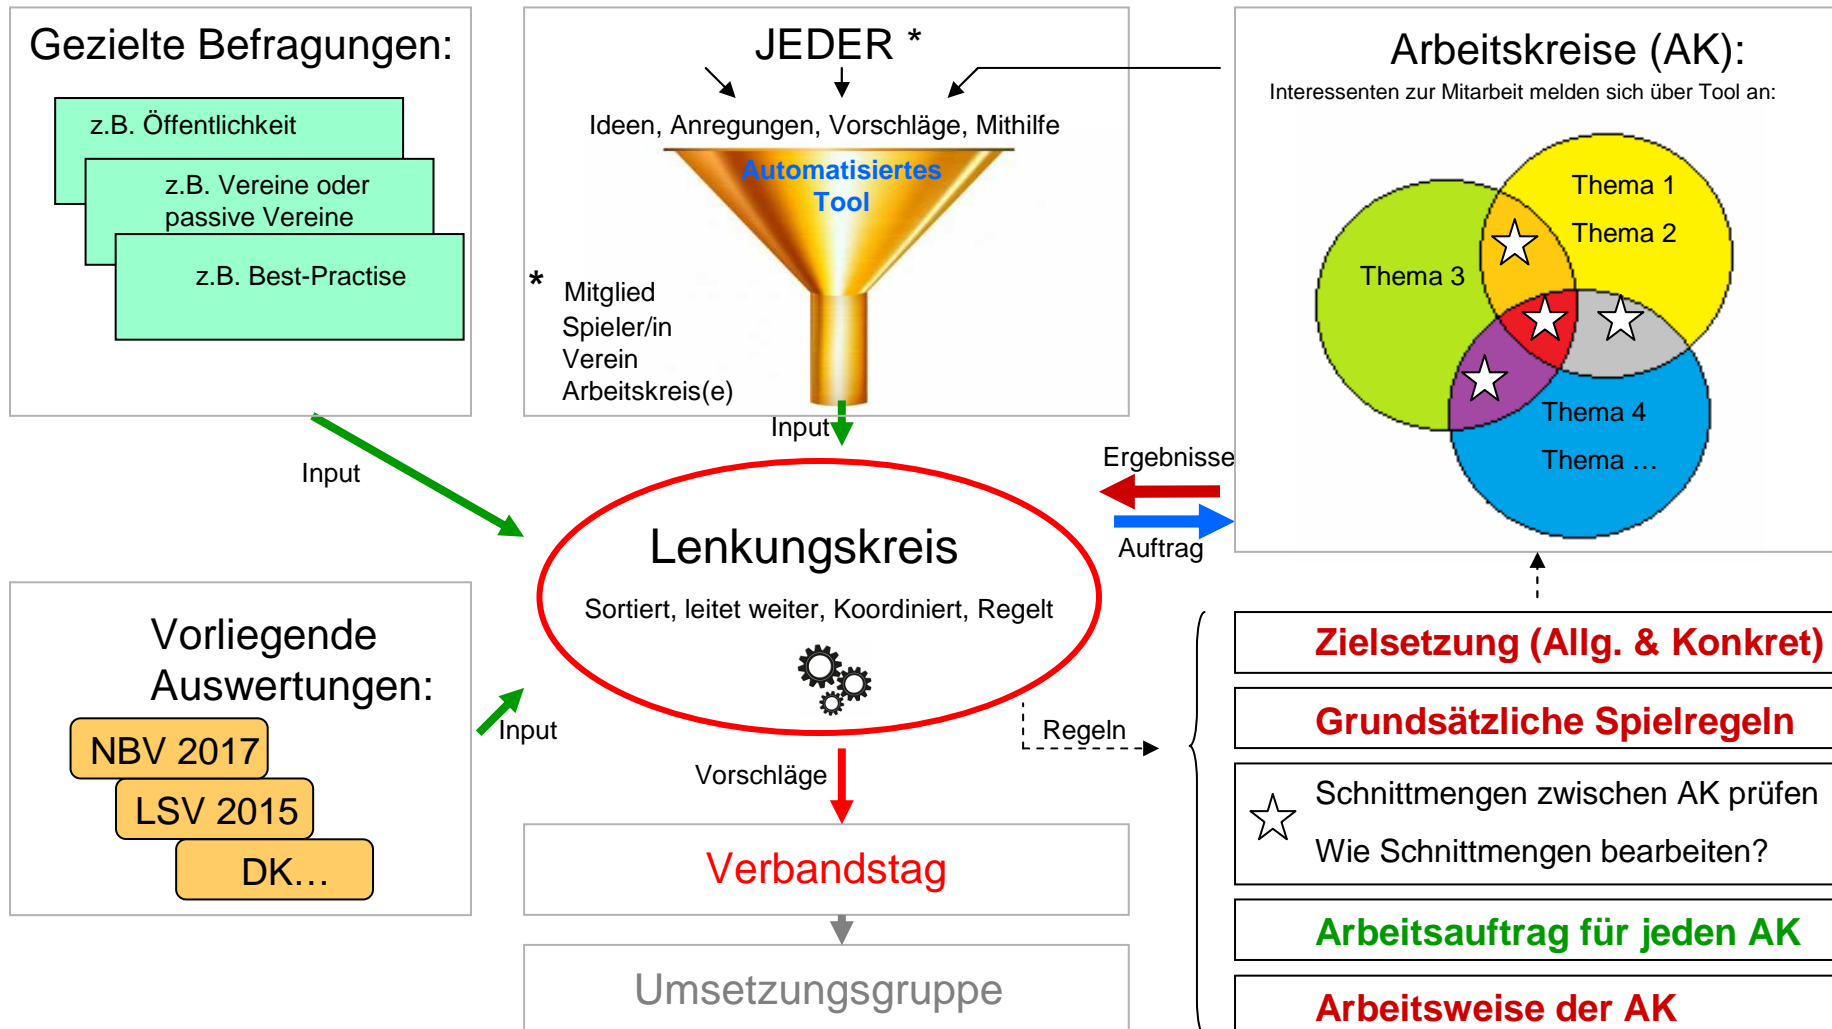 Gezielte Befragungen:
z.B. Öffentlichkeit
z.B. Vereine oder
passive Vereine
z.B. Best-Practise
JEDER *
Ideen, Anregungen, Vorschläge, Mithilfe
Automatisiertes
Tool
* Mitglied
Spieler/in
Verein
Arbeitskreis(e)
Arbeitskreise (AK):
Interessenten zur Mitarbeit melden sich über Tool an:
Thema 1
Thema 2
Thema 3
Thema 4
Thema …
Input
Input
Ergebnisse
Auftrag
Lenkungskreis
Sortiert, leitet weiter, Koordiniert, Regelt
Vorliegende
Auswertungen:
NBV 2017
LSV 2015
DK…
Input
Regeln
Vorschläge
Verbandstag
Umsetzungsgruppe
Zielsetzung (Allg. & Konkret)
Grundsätzliche Spielregeln
Schnittmengen zwischen AK prüfen
Wie Schnittmengen bearbeiten?
Arbeitsauftrag für jeden AK
Arbeitsweise der AK